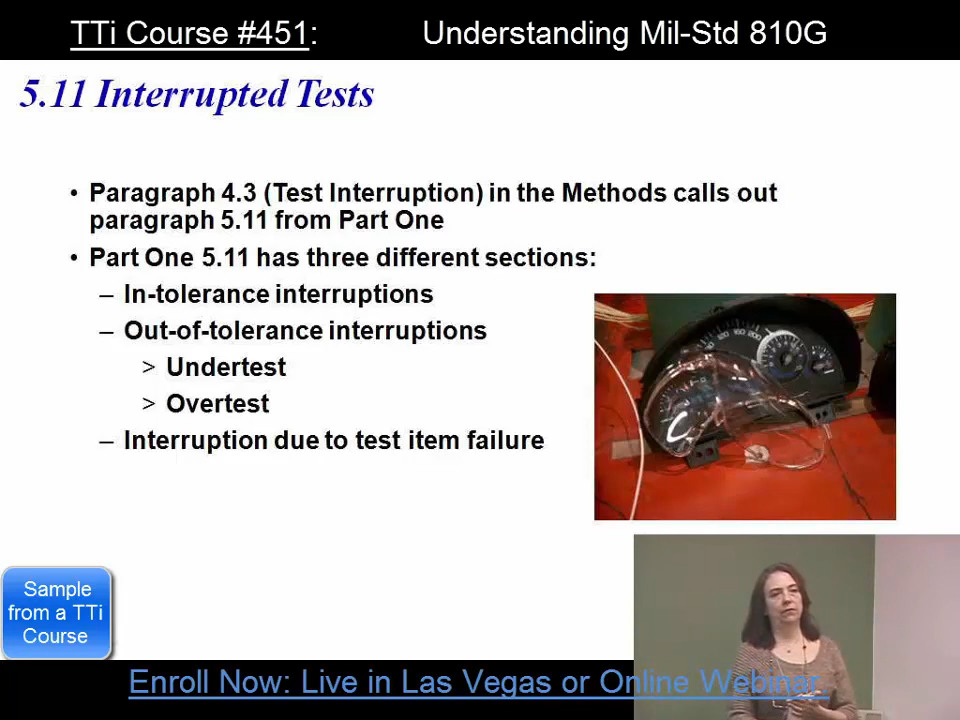 TTi Course #451: Understanding Mil-Std 810G
5.11 Interrupted Tests
• Paragraph 4.3 (Test Interruption) in the Methods calls out
paragraph 5.11 from Part One
• Part One 5.11 has three different sections:
– In-tolerance interruptions
– Out-of-tolerance interruptions
> Undertest
> Overtest
– Interruption due to test item failure
Sample
from a TTi
Course
Enroll Now: Live in Las Vegas or Online Webinar.